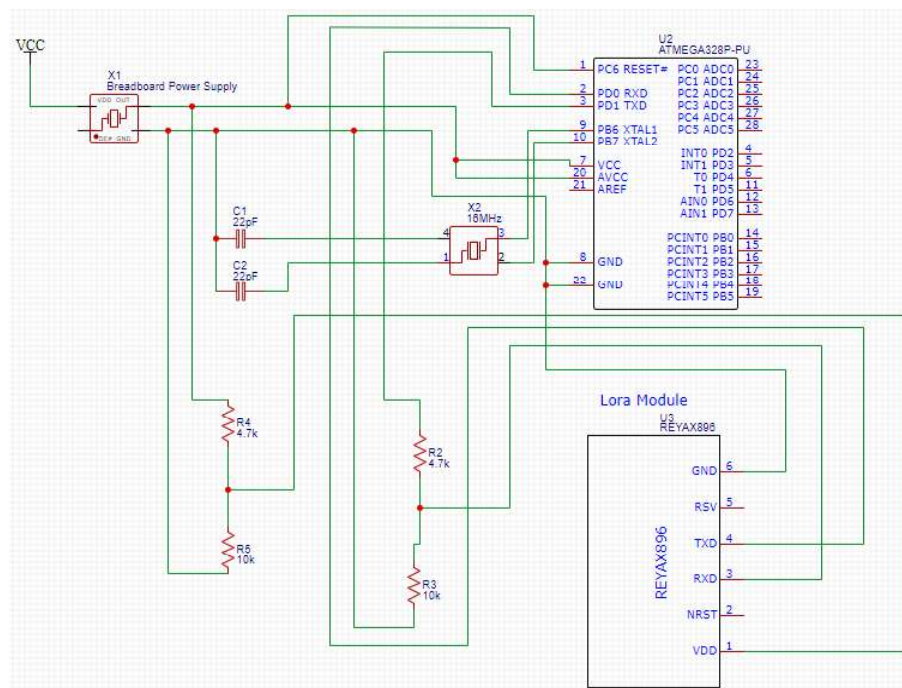 VCC
X1
Breadboard Power Supply
VDD OUT
GND
C1
22pF
C2
22pF
X2
16MHz
4
3
1
2
U2
ATMEGA328P-PU
1 PC6 RESET#
2 PD0 RXD
3 PD1 TXD
9 PB6 XTAL1
10 PB7 XTAL2
7 VCC
20 AVCC
21 AREF
8 GND
22 GND
PC0 ADC0 23
PC1 ADC1 24
PC2 ADC2 25
PC3 ADC3 26
PC4 ADC4 27
PC5 ADC5 28
INT0 PD2 4
INT1 PD3 5
T0 PD4 6
T1 PD5 11
AIN0 PD6 12
AIN1 PD7 13
PCINT0 PB0 14
PCINT1 PB1 15
PCINT2 PB2 16
PCINT3 PB3 17
PCINT4 PB4 18
PCINT5 PB5 19
R4
4.7k
R5
10k
R2
4.7k
R3
10k
Lora Module
U3
REYAX896
REYAX896
GND 6
RSV 5
TXD 4
RXD 3
NRST 2
VDD 1